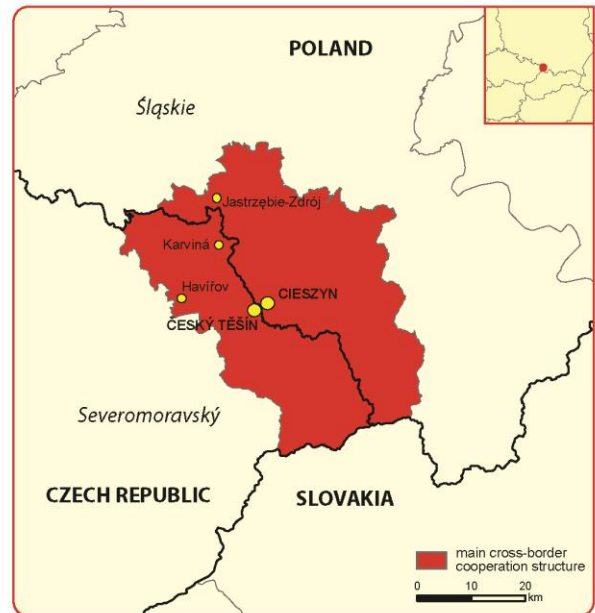 POLAND
Śląskie
Jastrzębie-Zdrój
Karviná
Havířov
CIESZYN
ČESKÝ TĚŠÍN
Severomoravský
CZECH REPUBLIC
SLOVAKIA
main cross-border
cooperation structure
0 10 20
km